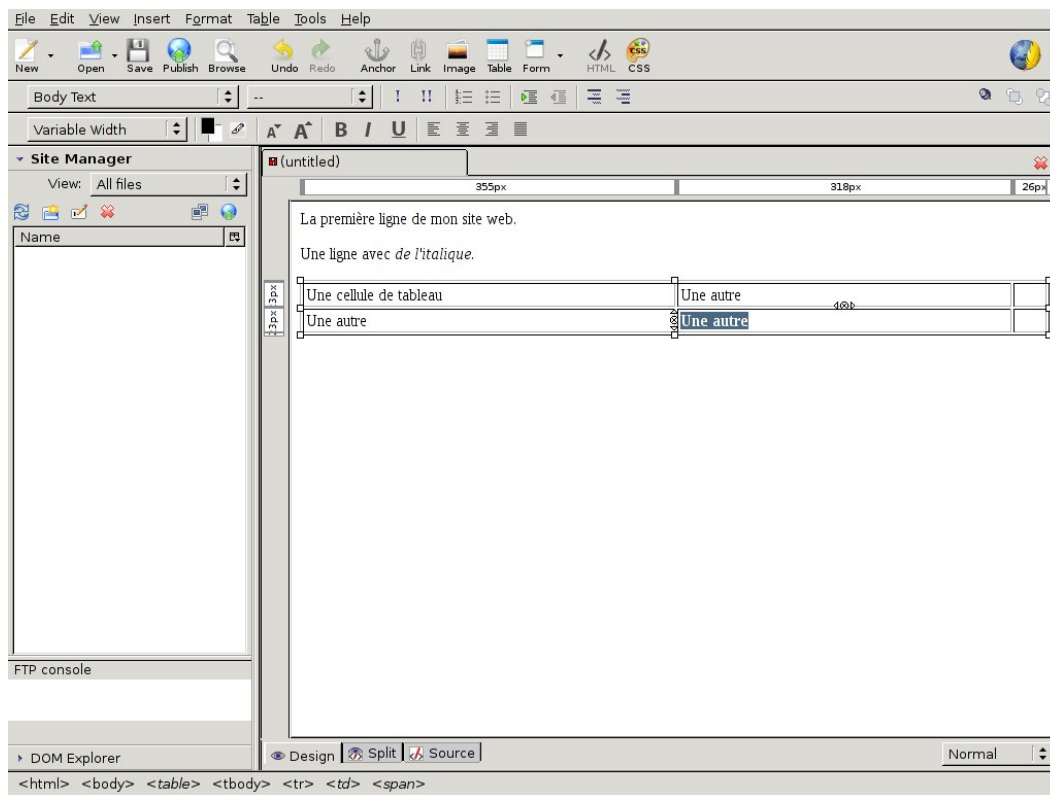 File Edit View Insert Format Table Tools Help
New Open Save Publish Browse Undo Redo Anchor Link Image Table Form HTML CSS
Body Text --
! !!
Variable Width A A B I U
Site Manager
(untitled)
View: All files
355px 318px 26px
Name
La première ligne de mon site web.
Une ligne avec de l'italique.
3px Une cellule de tableau Une autre
3px Une autre Une autre
FTP console
DOM Explorer
Design Split Source Normal
<html> <body> <table> <tbody> <tr> <td> <span>